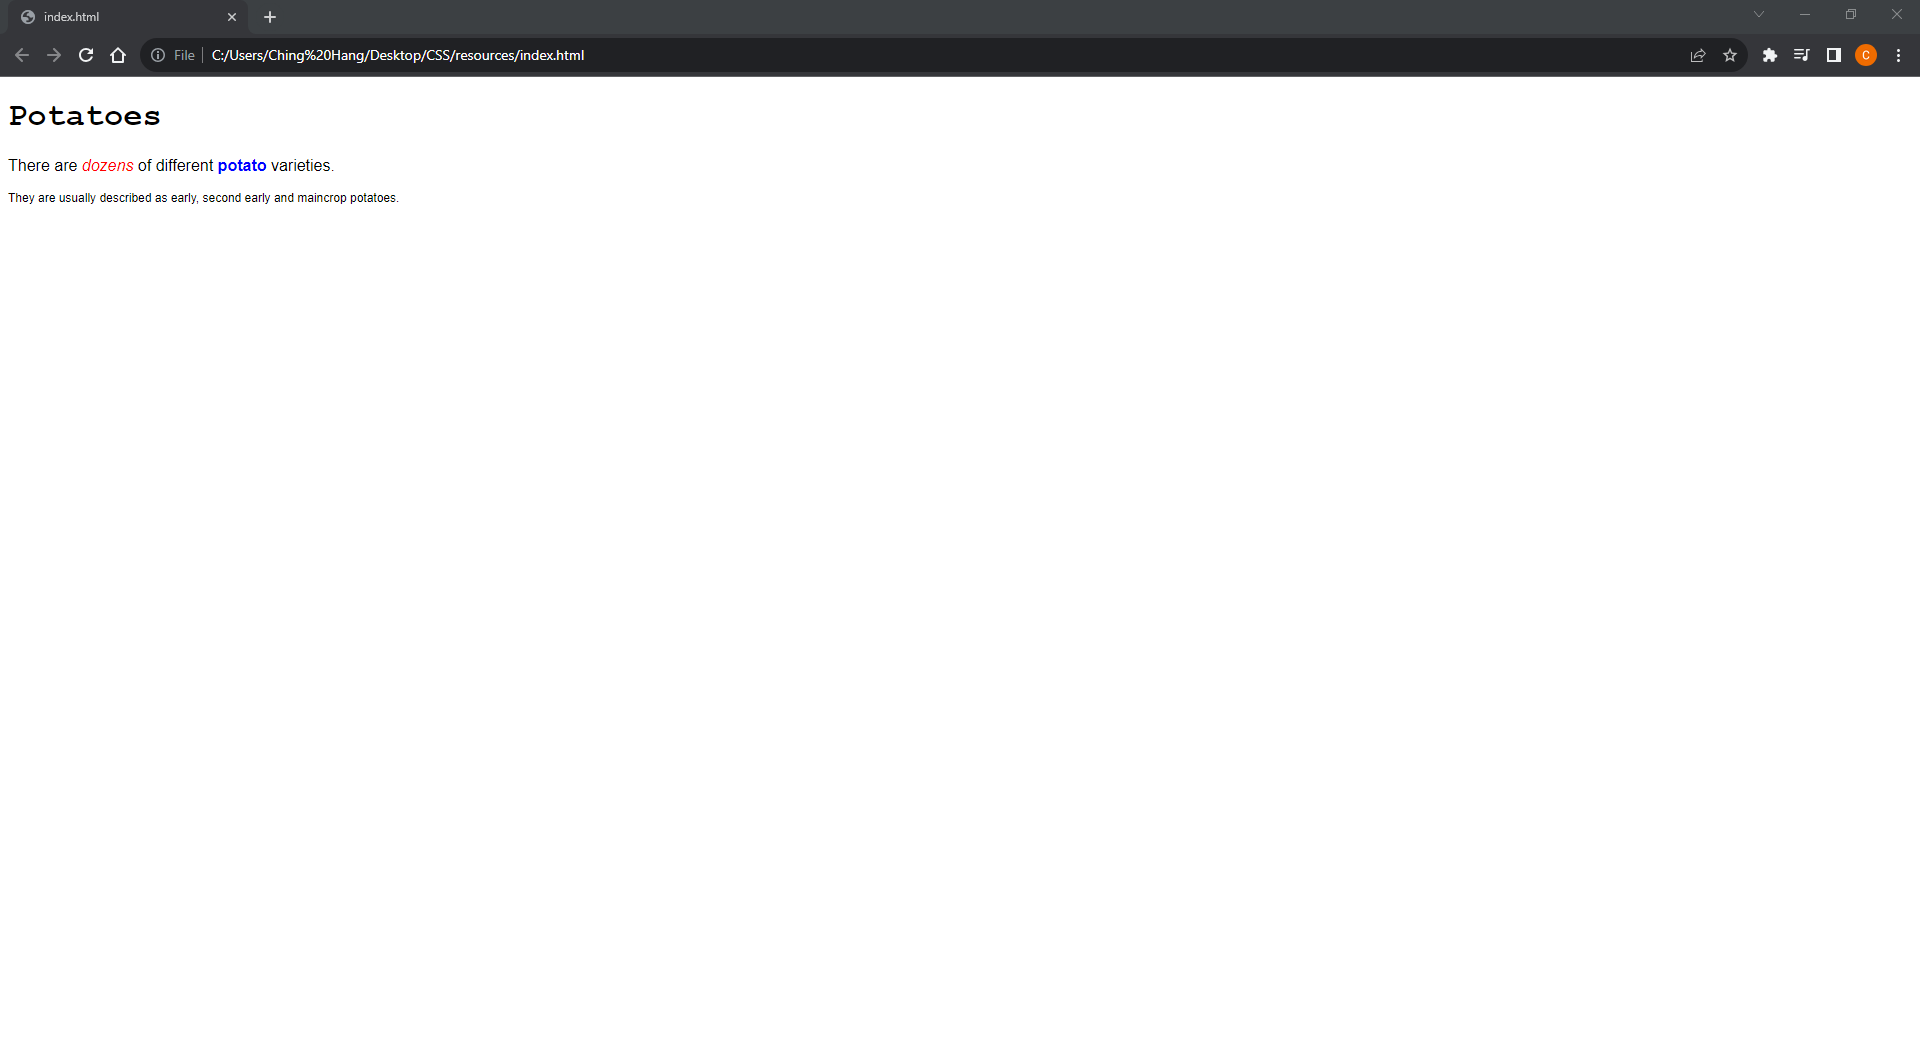 index.html
File C:/Users/Ching%20Hang/Desktop/CSS/resources/index.html
C
Potatoes
There are dozens of different potato varieties.
They are usually described as early, second early and maincrop potatoes.